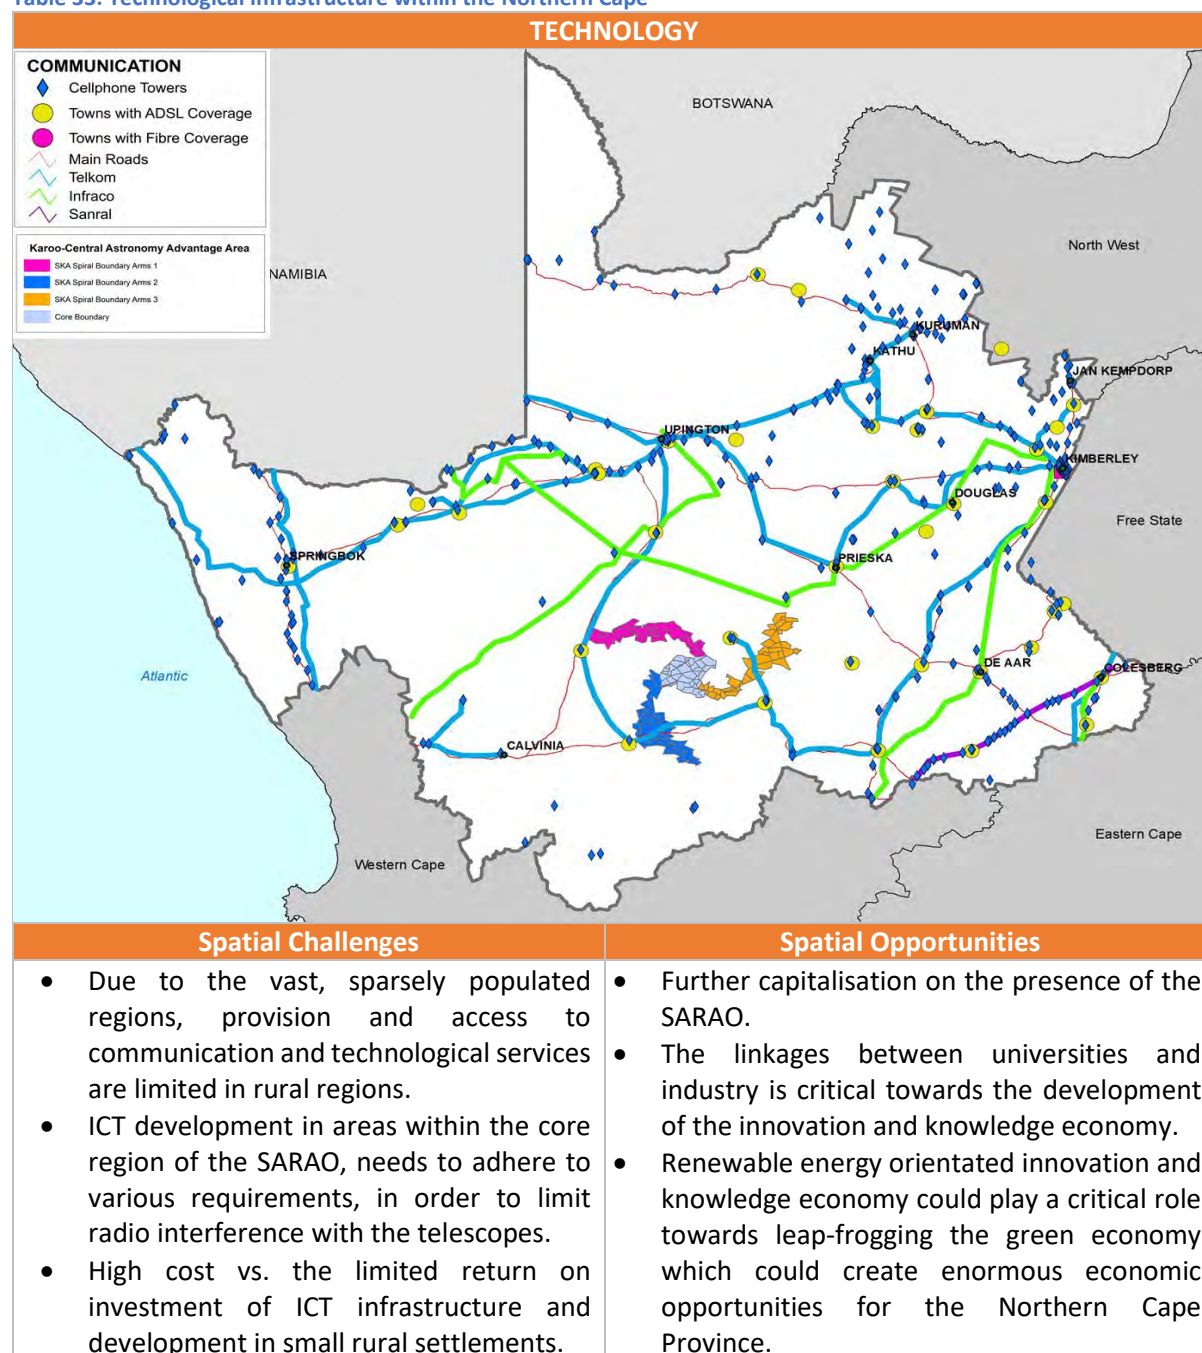 Table 33: Technological Infrastructure within the Northern Cape
TECHNOLOGY
COMMUNICATION
Cellphone Towers
Towns with ADSL Coverage
Towns with Fibre Coverage
Main Roads
Telkom
Infraco
Sanral
Karoo-Central Astronomy Advantage Area
SKA Spiral Boundary Arms 1
SKA Spiral Boundary Arms 2
SKA Spiral Boundary Arms 3
Core Boundary
BOTSWANA
North West
NAMIBIA
KURUMAN
KATHU
JAN KEMPDORP
UPINGTON
KIMBERLEY
DOUGLAS
Free State
SPRINGBOK
PRIESKA
Atlantic
DE AAR
COLESBERG
CALVINIA
Eastern Cape
Western Cape
Spatial Challenges
• Due to the vast, sparsely populated
regions, provision and access to
communication and technological services
are limited in rural regions.
• ICT development in areas within the core
region of the SARAO, needs to adhere to
various requirements, in order to limit
radio interference with the telescopes.
• High cost vs. the limited return on
investment of ICT infrastructure and
development in small rural settlements.
Spatial Opportunities
• Further capitalisation on the presence of the
SARAO.
• The linkages between universities and
industry is critical towards the development
of the innovation and knowledge economy.
• Renewable energy orientated innovation and
knowledge economy could play a critical role
towards leap-frogging the green economy
which could create enormous economic
opportunities for the Northern Cape
Province.